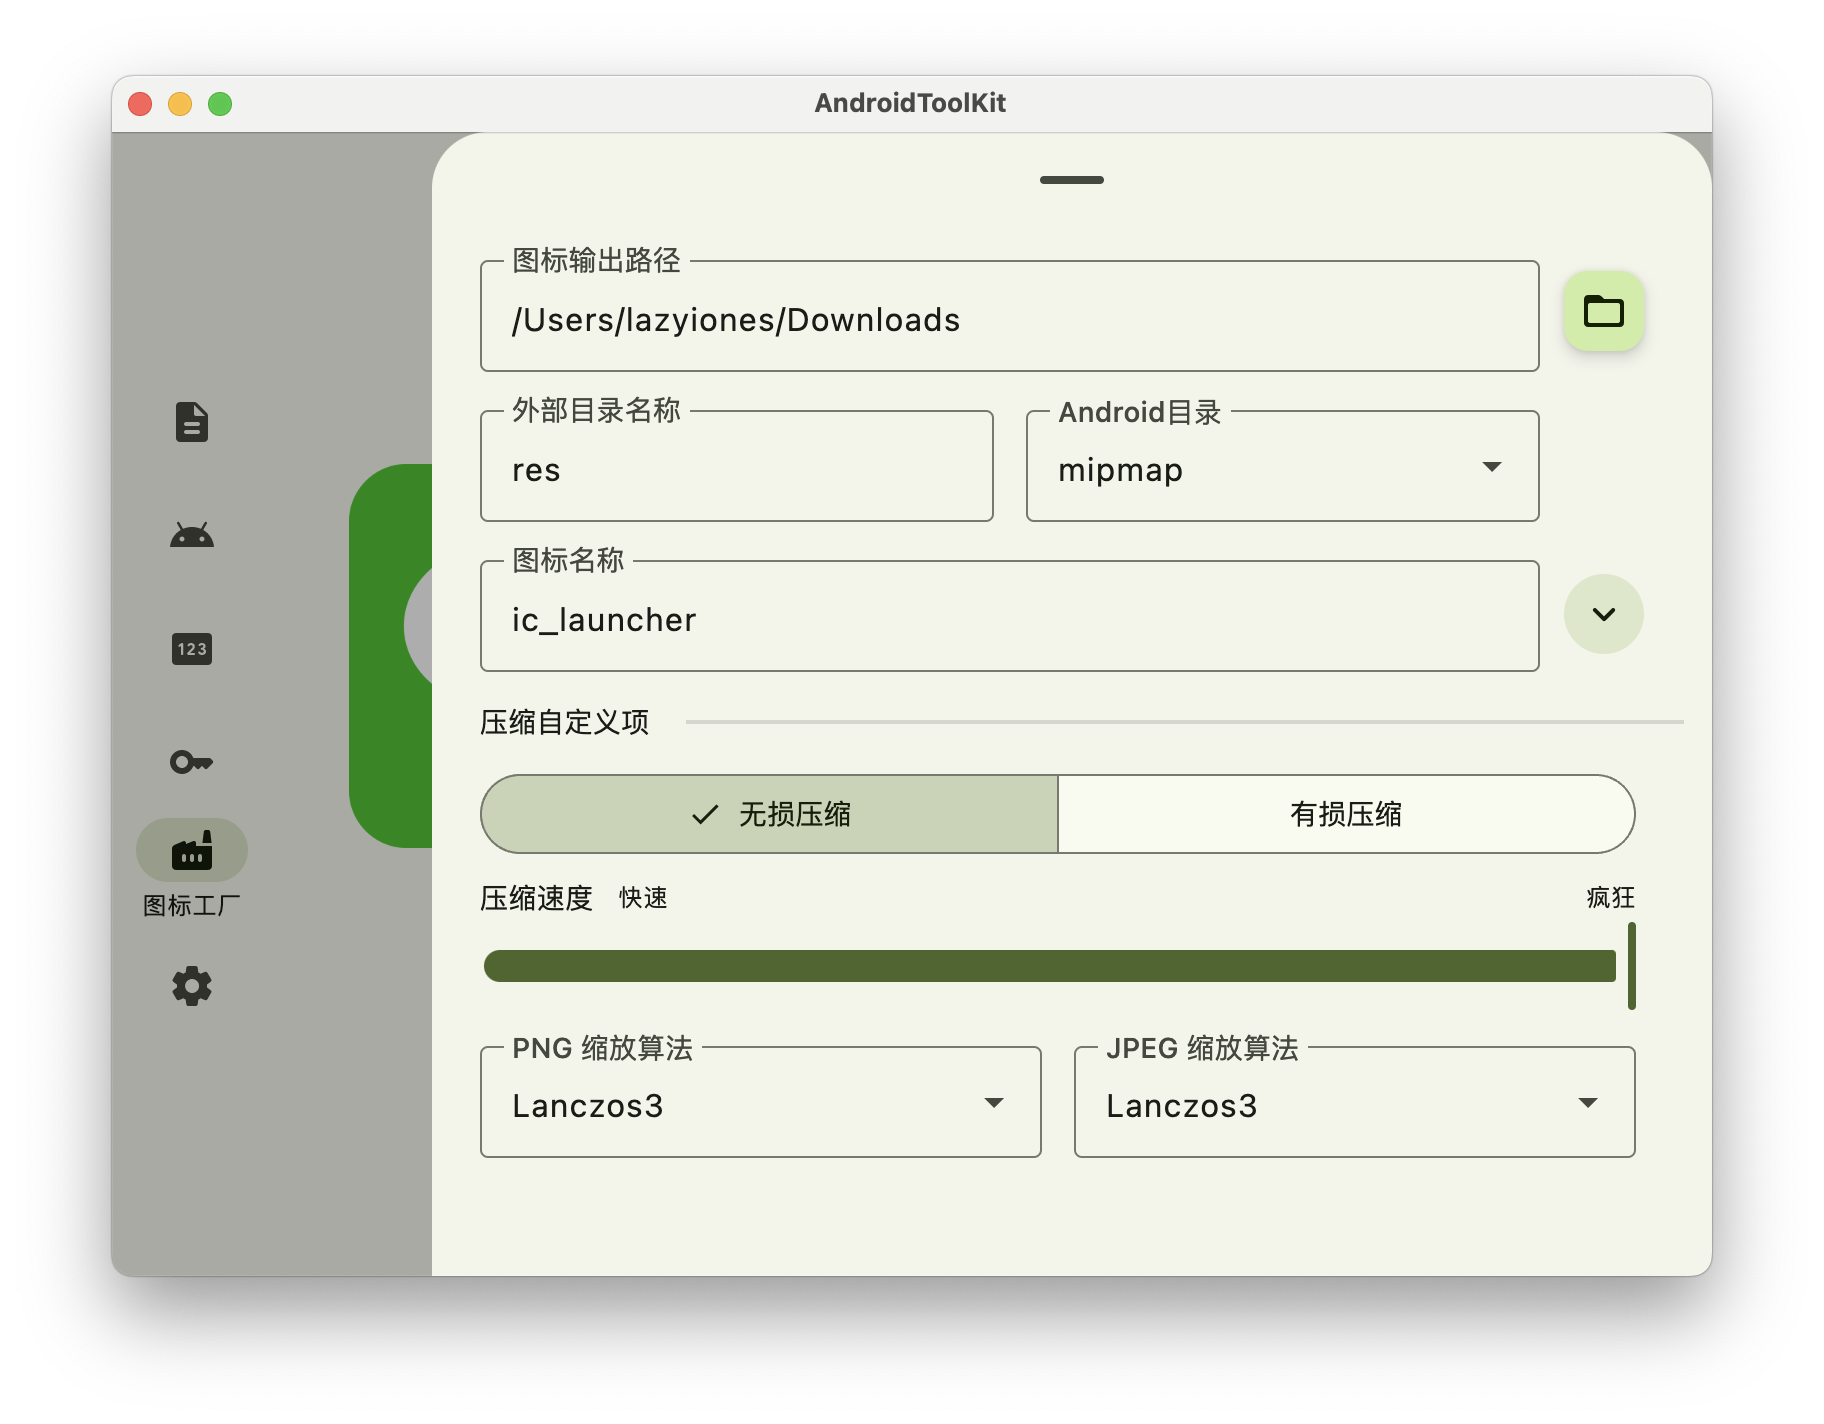 AndroidToolKit
图标输出路径
/Users/lazyiones/Downloads
外部目录名称
res
Android目录
mipmap
图标名称
ic_launcher
123
压缩自定义项
无损压缩
有损压缩
图标工厂
压缩速度 快速
疯狂
PNG 缩放算法
Lanczos3
JPEG 缩放算法
Lanczos3